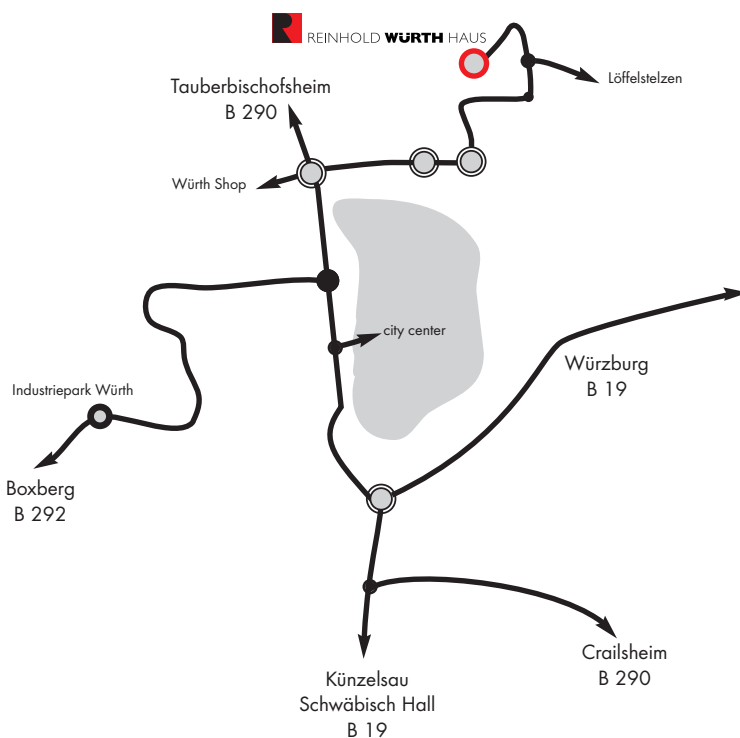 REINHOLD WÜRTH HAUS
Löffelstelzen
Tauberbischofsheim
B 290
Würth Shop
city center
Würzburg
B 19
Industriepark Würth
Boxberg
B 292
Crailsheim
B 290
Künzelsau
Schwäbisch Hall
B 19